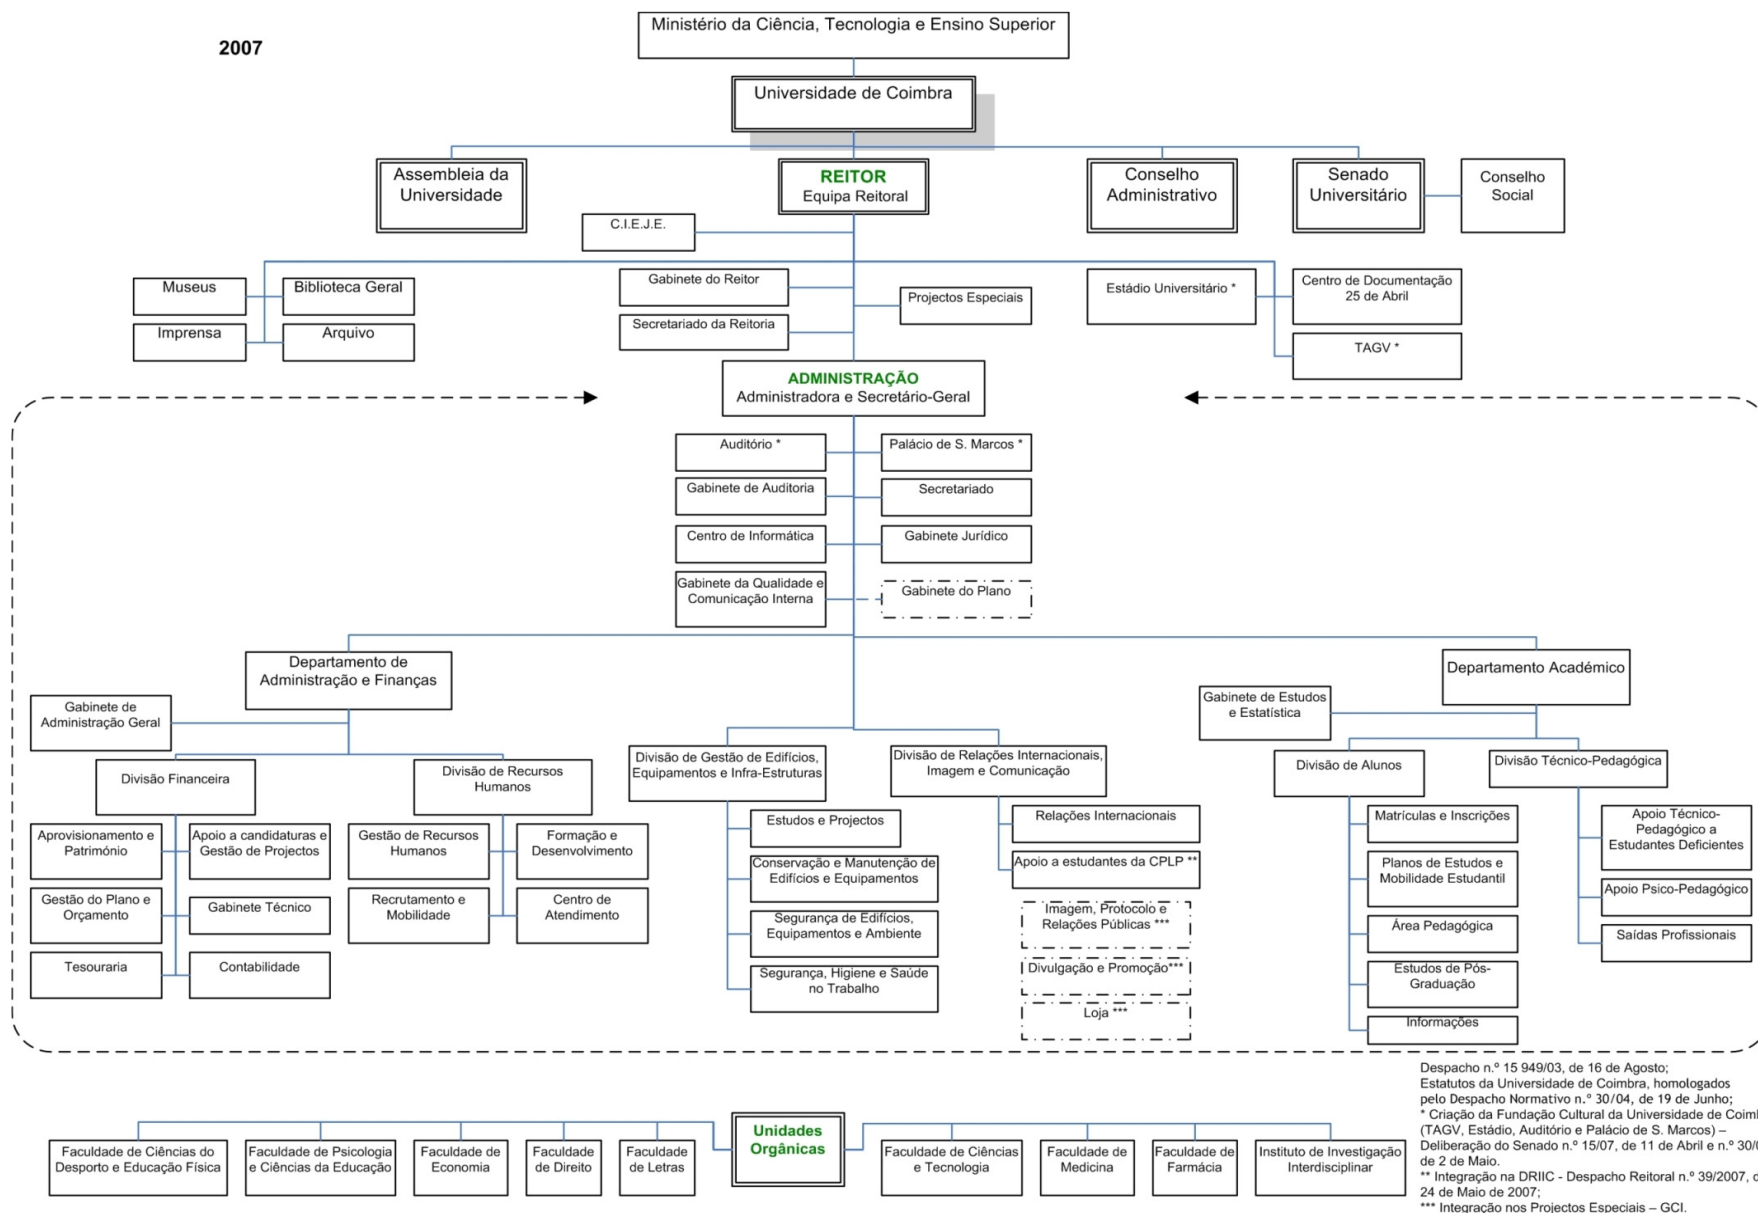 2007
Ministério da Ciência, Tecnologia e Ensino Superior
Universidade de Coimbra
Assembleia da
Universidade
REITOR
Equipa Reitoral
Conselho
Administrativo
Senado
Universitário
Conselho
Social
C.I.E.J.E.
Museus
Biblioteca Geral
Imprensa
Arquivo
Gabinete do Reitor
Secretariado da Reitoria
Projectos Especiais
Estádio Universitário *
Centro de Documentação
25 de Abril
TAGV *
ADMINISTRAÇÃO
Administradora e Secretário-Geral
Auditório *
Palácio de S. Marcos *
Gabinete de Auditoria
Secretariado
Centro de Informática
Gabinete Jurídico
Gabinete da Qualidade e
Comunicação Interna
Gabinete do Plano
Departamento de
Administração e Finanças
Gabinete de
Administração Geral
Divisão Financeira
Divisão de Recursos
Humanos
Aprovisionamento e
Património
Apoio a candidaturas e
Gestão de Projectos
Gestão do Plano e
Orçamento
Gabinete Técnico
Tesouraria
Contabilidade
Gestão de Recursos
Humanos
Formação e
Desenvolvimento
Recrutamento e
Mobilidade
Centro de
Atendimento
Divisão de Gestão de Edifícios,
Equipamentos e Infra-Estruturas
Estudos e Projectos
Conservação e Manutenção de
Edifícios e Equipamentos
Segurança de Edifícios,
Equipamentos e Ambiente
Segurança, Higiene e Saúde
no Trabalho
Divisão de Relações Internacionais,
Imagem e Comunicação
Relações Internacionais
Apoio a estudantes da CPLP **
Imagem, Protocolo e
Relações Públicas ***
Divulgação e Promoção***
Loja ***
Departamento Académico
Gabinete de Estudos
e Estatística
Divisão de Alunos
Divisão Técnico-Pedagógica
Matrículas e Inscrições
Planos de Estudos e
Mobilidade Estudantil
Área Pedagógica
Estudos de Pós-
Graduação
Informações
Apoio Técnico-
Pedagógico a
Estudantes Deficientes
Apoio Psico-Pedagógico
Saídas Profissionais
Faculdade de Ciências do
Desporto e Educação Física
Faculdade de Psicologia
e Ciências da Educação
Faculdade de
Economia
Faculdade
de Direito
Faculdade
de Letras
Unidades
Orgânicas
Faculdade de Ciências
e Tecnologia
Faculdade de
Medicina
Faculdade de
Farmácia
Instituto de Investigação
Interdisciplinar
Despacho n.º 15 949/03, de 16 de Agosto;
Estatutos da Universidade de Coimbra, homologados
pelo Despacho Normativo n.º 30/04, de 19 de Junho;
* Criação da Fundação Cultural da Universidade de
(TAGV, Estádio, Auditório e Palácio de S. Marcos) –
Deliberação do Senado n.º 15/07, de 11 de Abril e n.º
de 2 de Maio.
** Integração na DRIIC - Despacho Reitoral n.º 39/2007,
24 de Maio de 2007;
*** Integração nos Projectos Especiais – GCI.